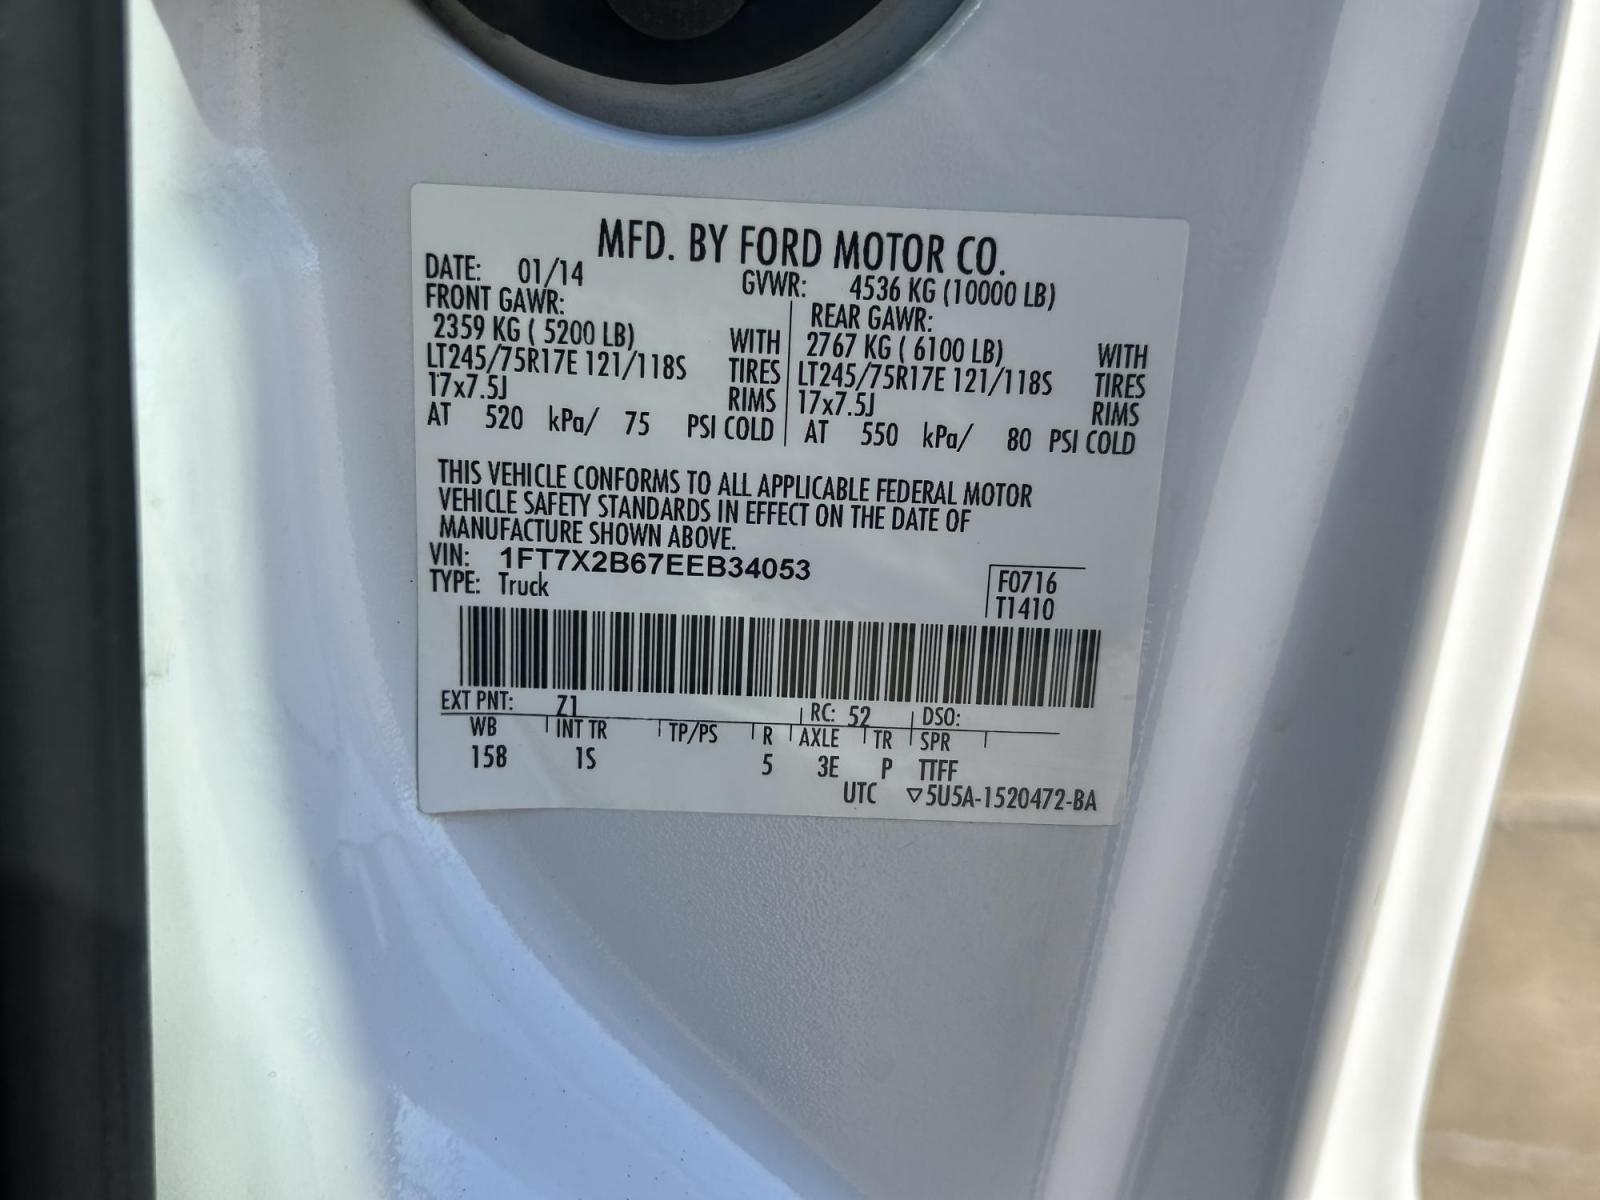 MFD. BY FORD MOTOR CO.
DATE: 01/14 GVWR: 4536 KG (10000 LB)
FRONT GAWR: REAR GAWR:
2359 KG ( 5200 LB) WITH 2767 KG ( 6100 LB) WITH
LT245/75R17E 121/118S TIRES LT245/75R17E 121/118S TIRES
17x7.5J RIMS 17x7.5J RIMS
AT 520 kPa/ 75 PSI COLD AT 550 kPa/ 80 PSI COLD
THIS VEHICLE CONFORMS TO ALL APPLICABLE FEDERAL MOTOR
VEHICLE SAFETY STANDARDS IN EFFECT ON THE DATE OF
MANUFACTURE SHOWN ABOVE.
VIN: 1FT7X2B67EEB34053
TYPE: Truck
F0716
T1410
EXT PNT: Z1 RC: 52 DSO:
WB INT TR TP/PS R AXLE TR SPR
158 1S 5 3E P TTFF
UTC ▽5U5A-1520472-BA